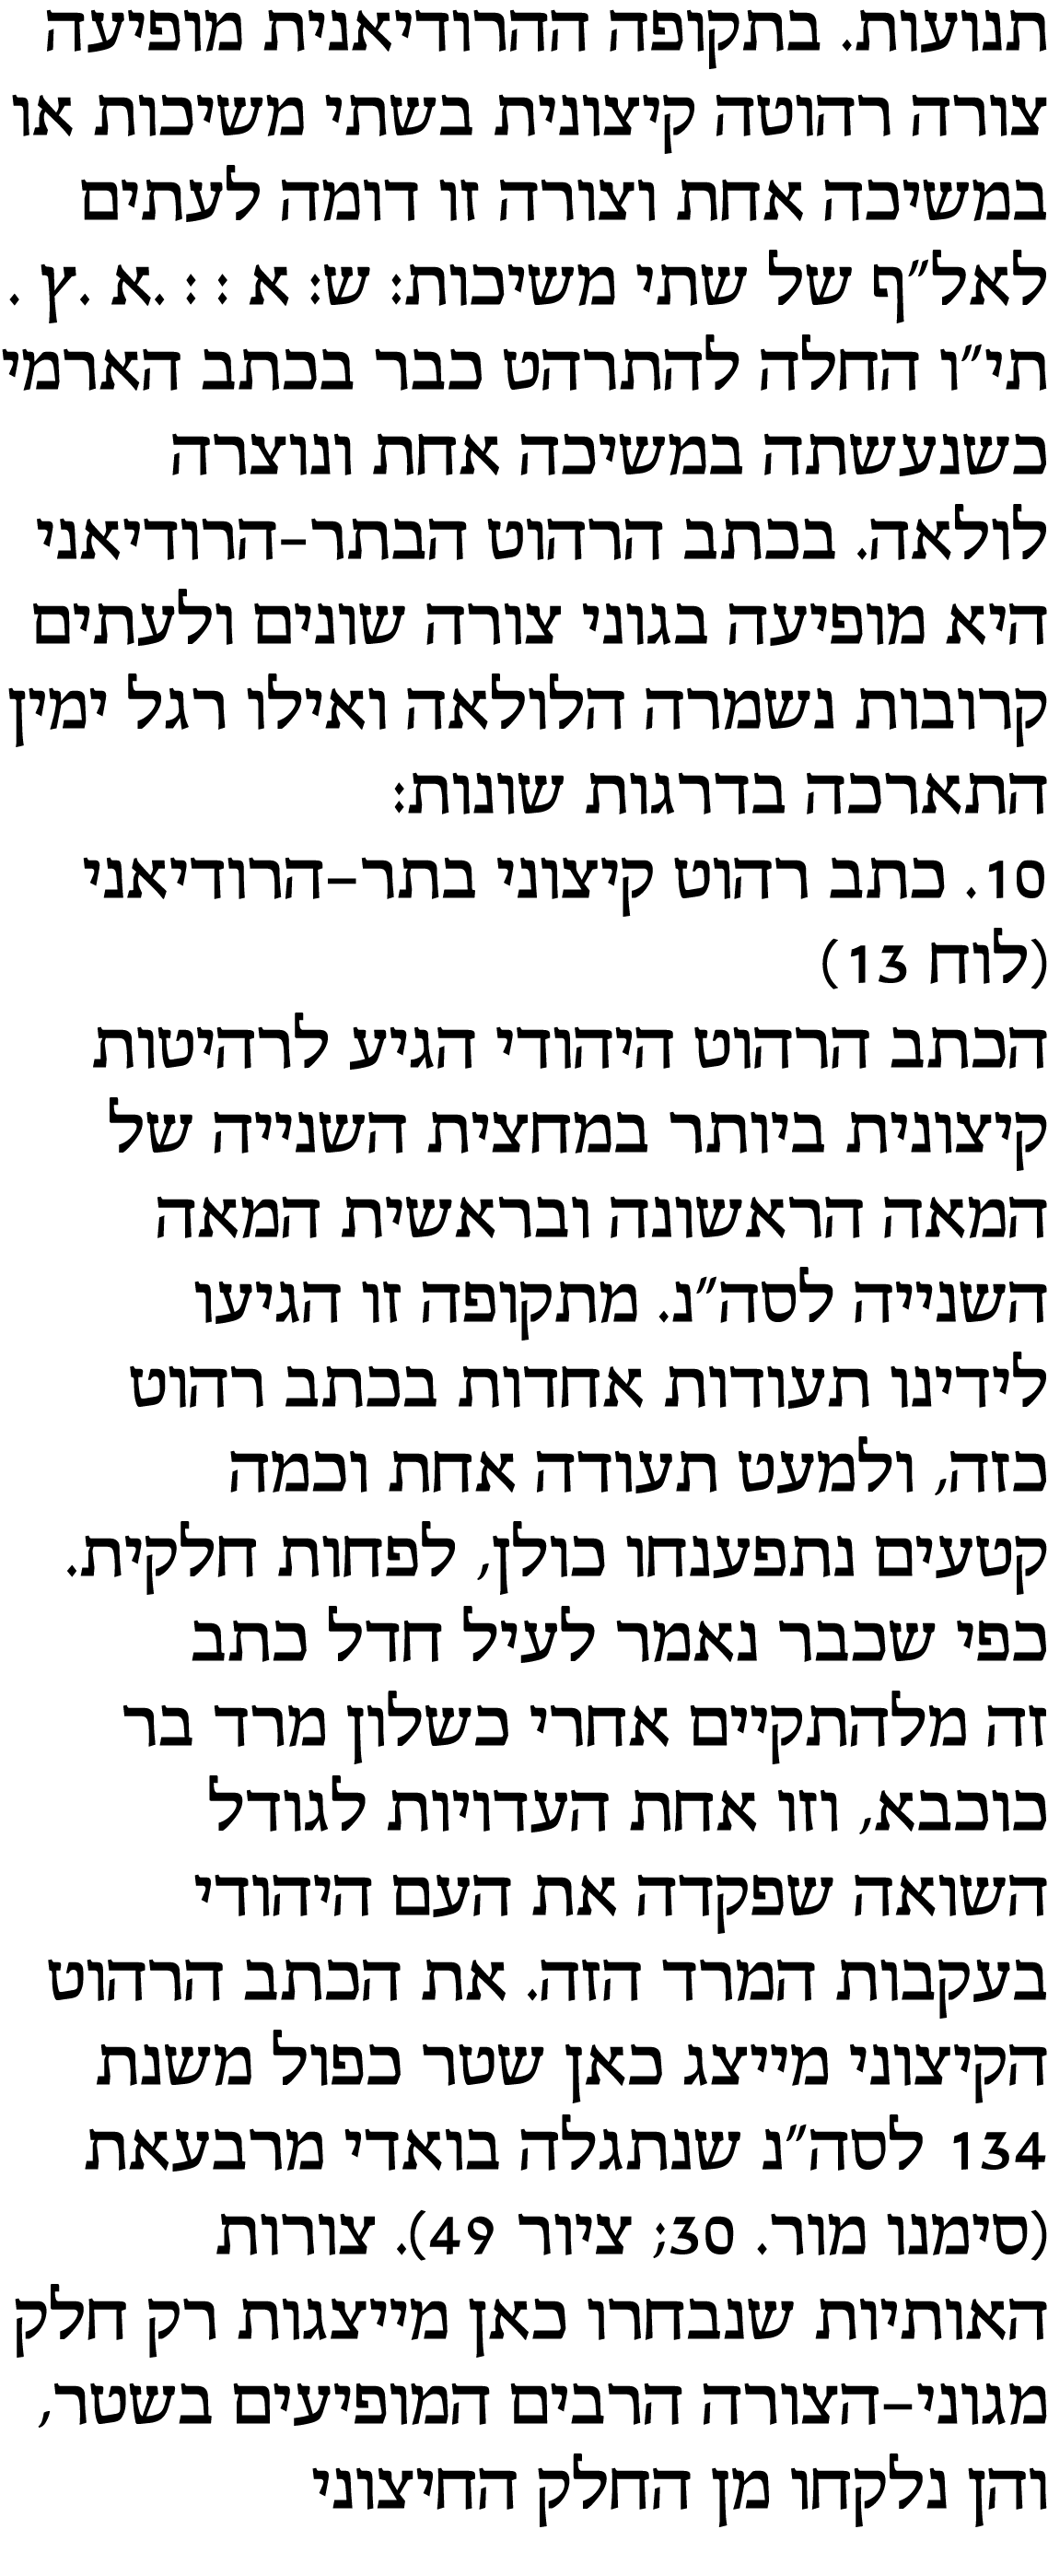 תנועות. בתקופה ההרודיאנית מופיעה
צורה רהוטה קיצונית בשתי משיכות או
במשיכה אחת וצורה זו דומה לעתים
לאל״ף של שתי משיכות: ש: א : : .א .ץ .
תי״ו החלה להתרהט כבר בכתב הארמי
כשנעשתה במשיכה אחת ונוצרה
לולאה. בכתב הרהוט הבתר-הרודיאני
היא מופיעה בגוני צורה שונים ולעתים
קרובות נשמרה הלולאה ואילו רגל ימין
התארכה בדרגות שונות:
10. כתב רהוט קיצוני בתר-הרודיאני
(לוח 13)
הכתב הרהוט היהודי הגיע לרהיטות
קיצונית ביותר במחצית השנייה של
המאה הראשונה ובראשית המאה
השנייה לסה״נ. מתקופה זו הגיעו
לידינו תעודות אחדות בכתב רהוט
כזה, ולמעט תעודה אחת וכמה
קטעים נתפענחו כולן, לפחות חלקית.
כפי שכבר נאמר לעיל חדל כתב
זה מלהתקיים אחרי כשלון מרד בר
כוכבא, וזו אחת העדויות לגודל
השואה שפקדה את העם היהודי
בעקבות המרד הזה. את הכתב הרהוט
הקיצוני מייצג כאן שטר כפול משנת
134 לסה״נ שנתגלה בואדי מרבעאת
(סימנו מור. 30; ציור 49). צורות
האותיות שנבחרו כאן מייצגות רק חלק
מגוני-הצורה הרבים המופיעים בשטר,
והן נלקחו מן החלק החיצוני